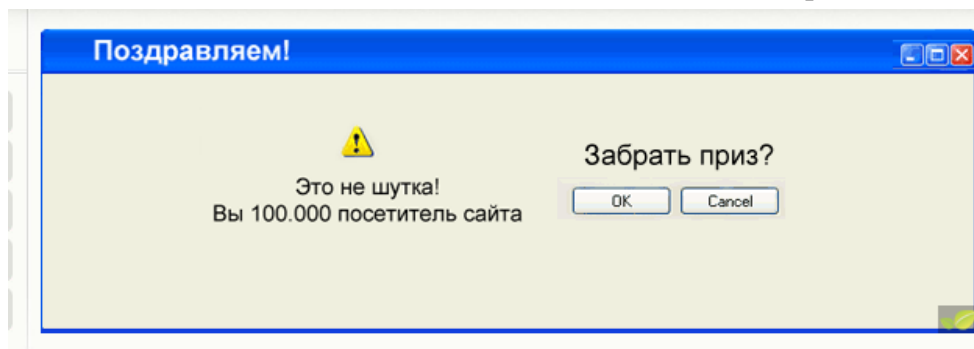 Поздравляем!
Это не шутка!
Вы 100.000 посетитель сайта
Забрать приз?
OK
Cancel